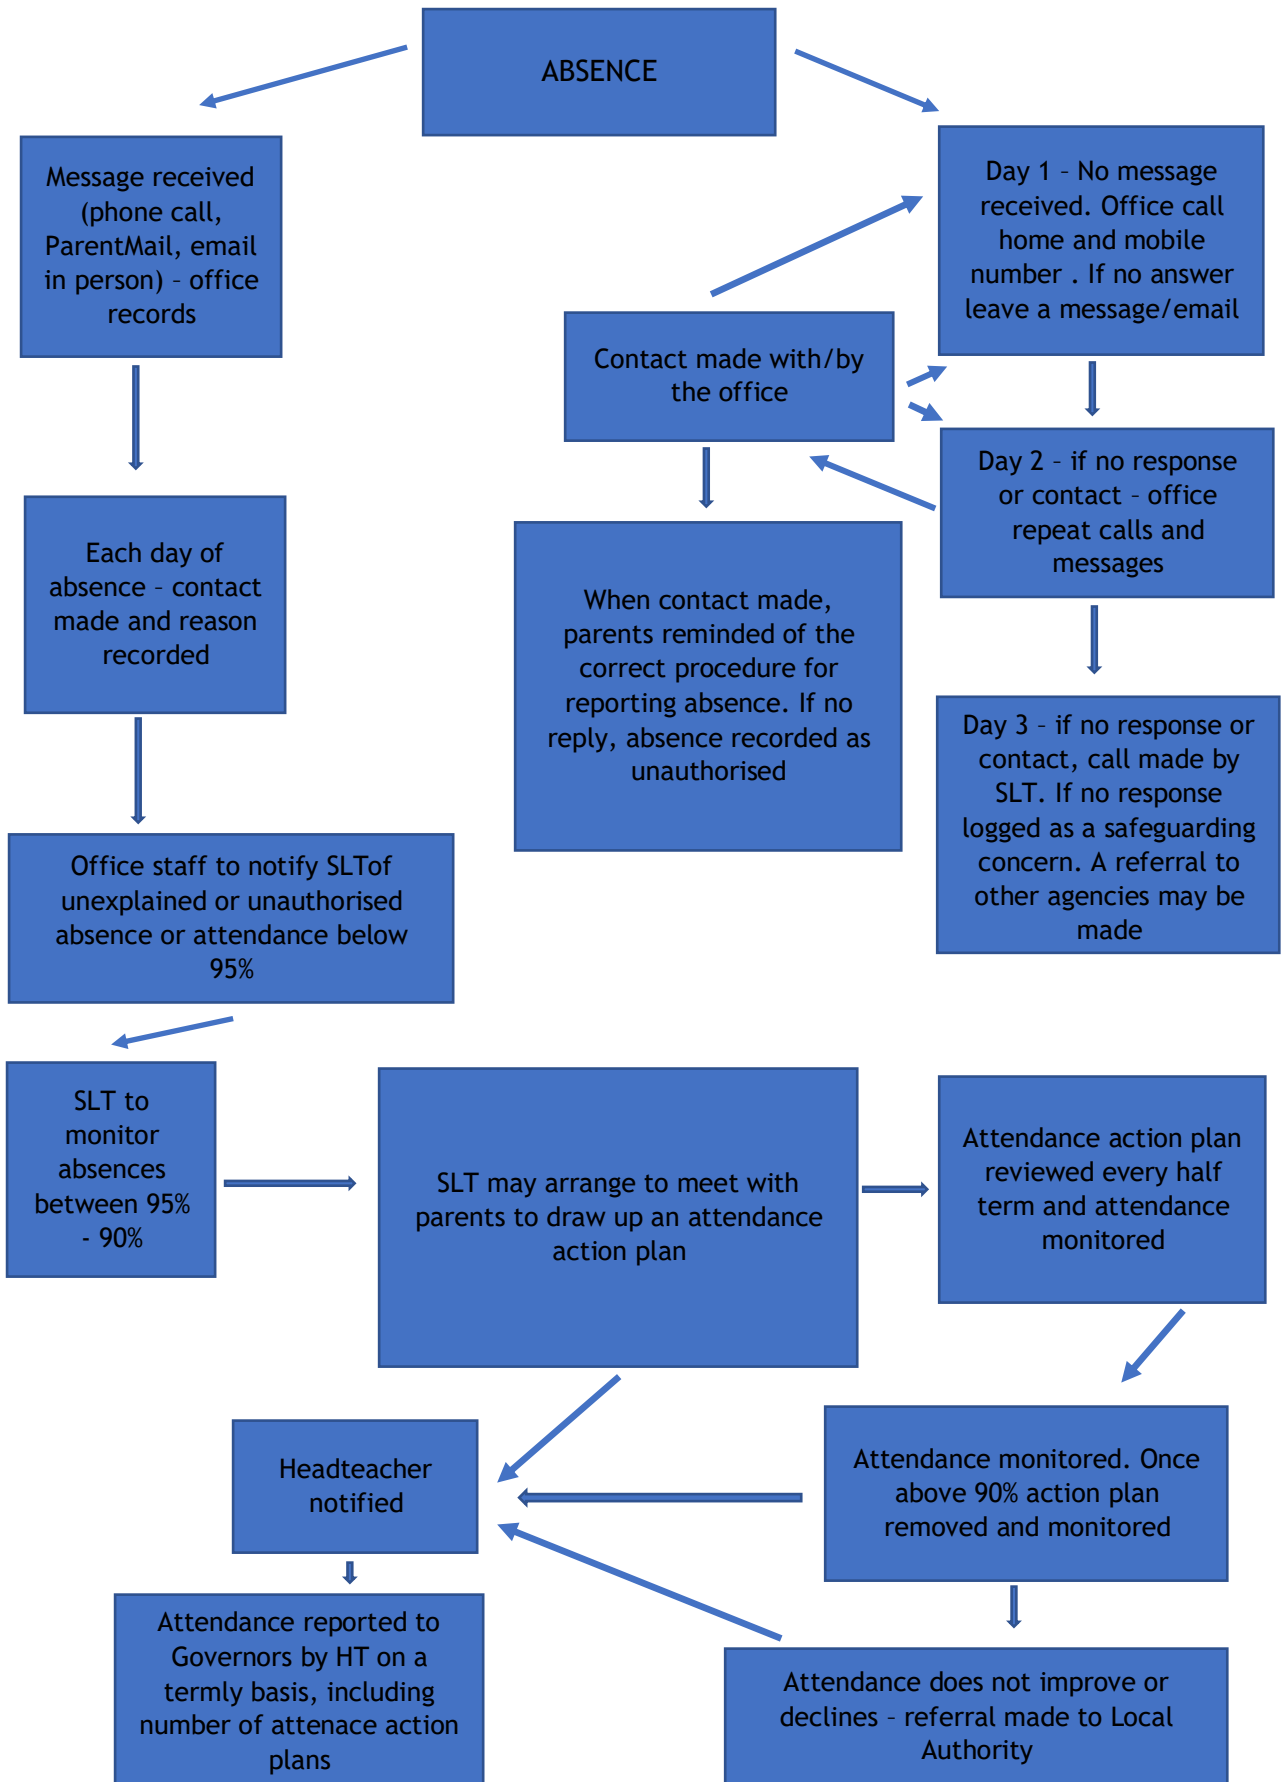 ABSENCE
Message received
(phone call,
ParentMail, email
in person) – office
records
Day 1 – No message
received. Office call
home and mobile
number . If no answer
leave a message/email
Contact made with/by
the office
Day 2 – if no response
or contact – office
repeat calls and
messages
Each day of
absence – contact
made and reason
recorded
When contact made,
parents reminded of the
correct procedure for
reporting absence. If no
reply, absence recorded as
unauthorised
Day 3 – if no response or
contact, call made by
SLT. If no response
logged as a safeguarding
concern. A referral to
other agencies may be
made
Office staff to notify SLTof
unexplained or unauthorised
absence or attendance below
95%
SLT to
monitor
absences
between 95%
- 90%
SLT may arrange to meet with
parents to draw up an attendance
action plan
Attendance action plan
reviewed every half
term and attendance
monitored
Headteacher
notified
Attendance monitored. Once
above 90% action plan
removed and monitored
Attendance reported to
Governors by HT on a
termly basis, including
number of attenace action
plans
Attendance does not improve or
declines – referral made to Local
Authority